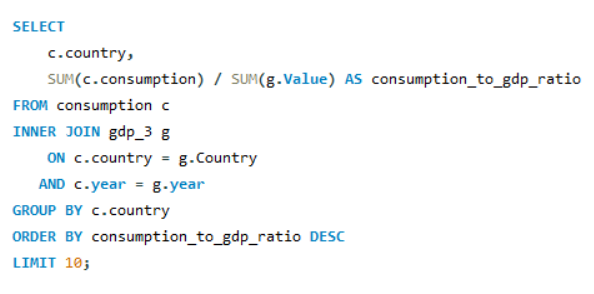 SELECT
    c.country,
    SUM(c.consumption) / SUM(g.Value) AS consumption_to_gdp_ratio
FROM consumption c
INNER JOIN gdp_3 g
    ON c.country = g.Country
   AND c.year = g.year
GROUP BY c.country
ORDER BY consumption_to_gdp_ratio DESC
LIMIT 10;